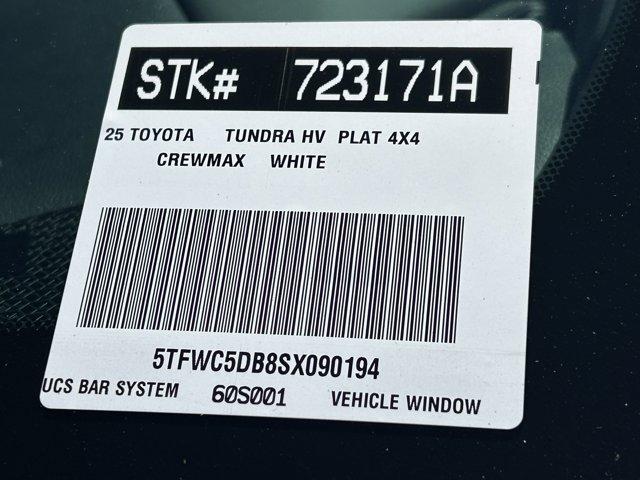 STK# 723171A
25 TOYOTA TUNDRA HV PLAT 4X4
CREWMAX WHITE
5TFWC5DB8SX090194
UCS BAR SYSTEM 60S001 VEHICLE WINDOW